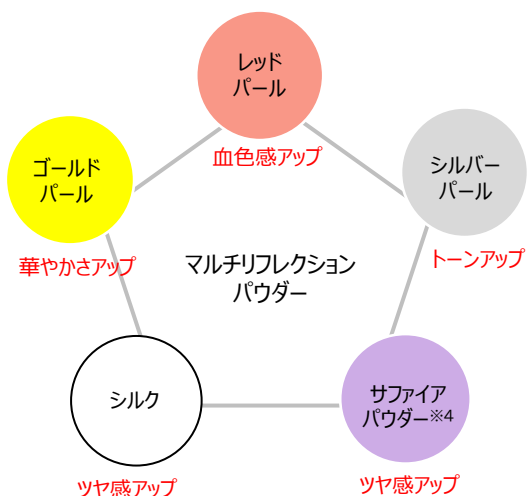 レッド
パール
血色感アップ
ゴールド
パール
華やかさアップ
シルバー
パール
トーンアップ
マルチリフレクション
パウダー
シルク
ツヤ感アップ
サファイア
パウダー※4
ツヤ感アップ